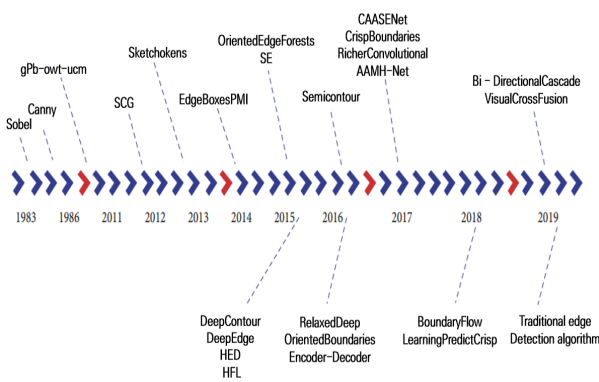 CAASENet
CrispBoundaries
RicherConvolutional
AAMH-Net
OrientedEdgeForests
SE
Sketchokens
gPb-owt-ucm
Bi - DirectionalCascade
VisualCrossFusion
Semicontour
EdgeBoxesPMI
SCG
Canny
Sobel
1983 1986 2011 2012 2013 2014 2015 2016 2017 2018 2019
DeepContour
DeepEdge
HED
HFL
RelaxedDeep
OrientedBoundaries
Encoder-Decoder
BoundaryFlow
LearningPredictCrisp
Traditional edge
Detection algorithm